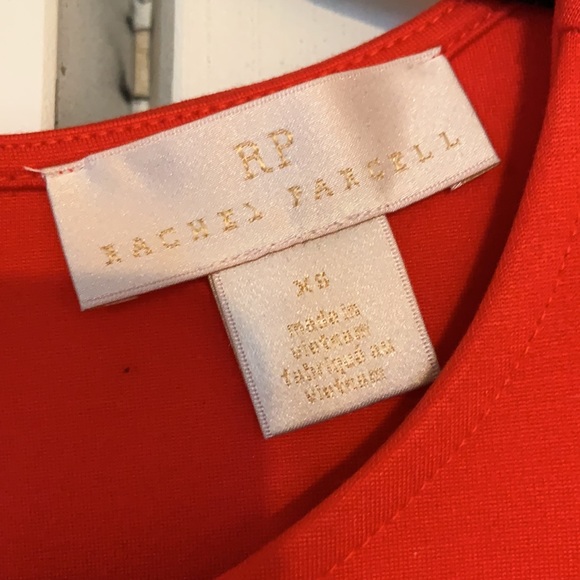 RP
RACHEL PARCELL
XS
made in
vietnam/
fabriqué au
vietnam